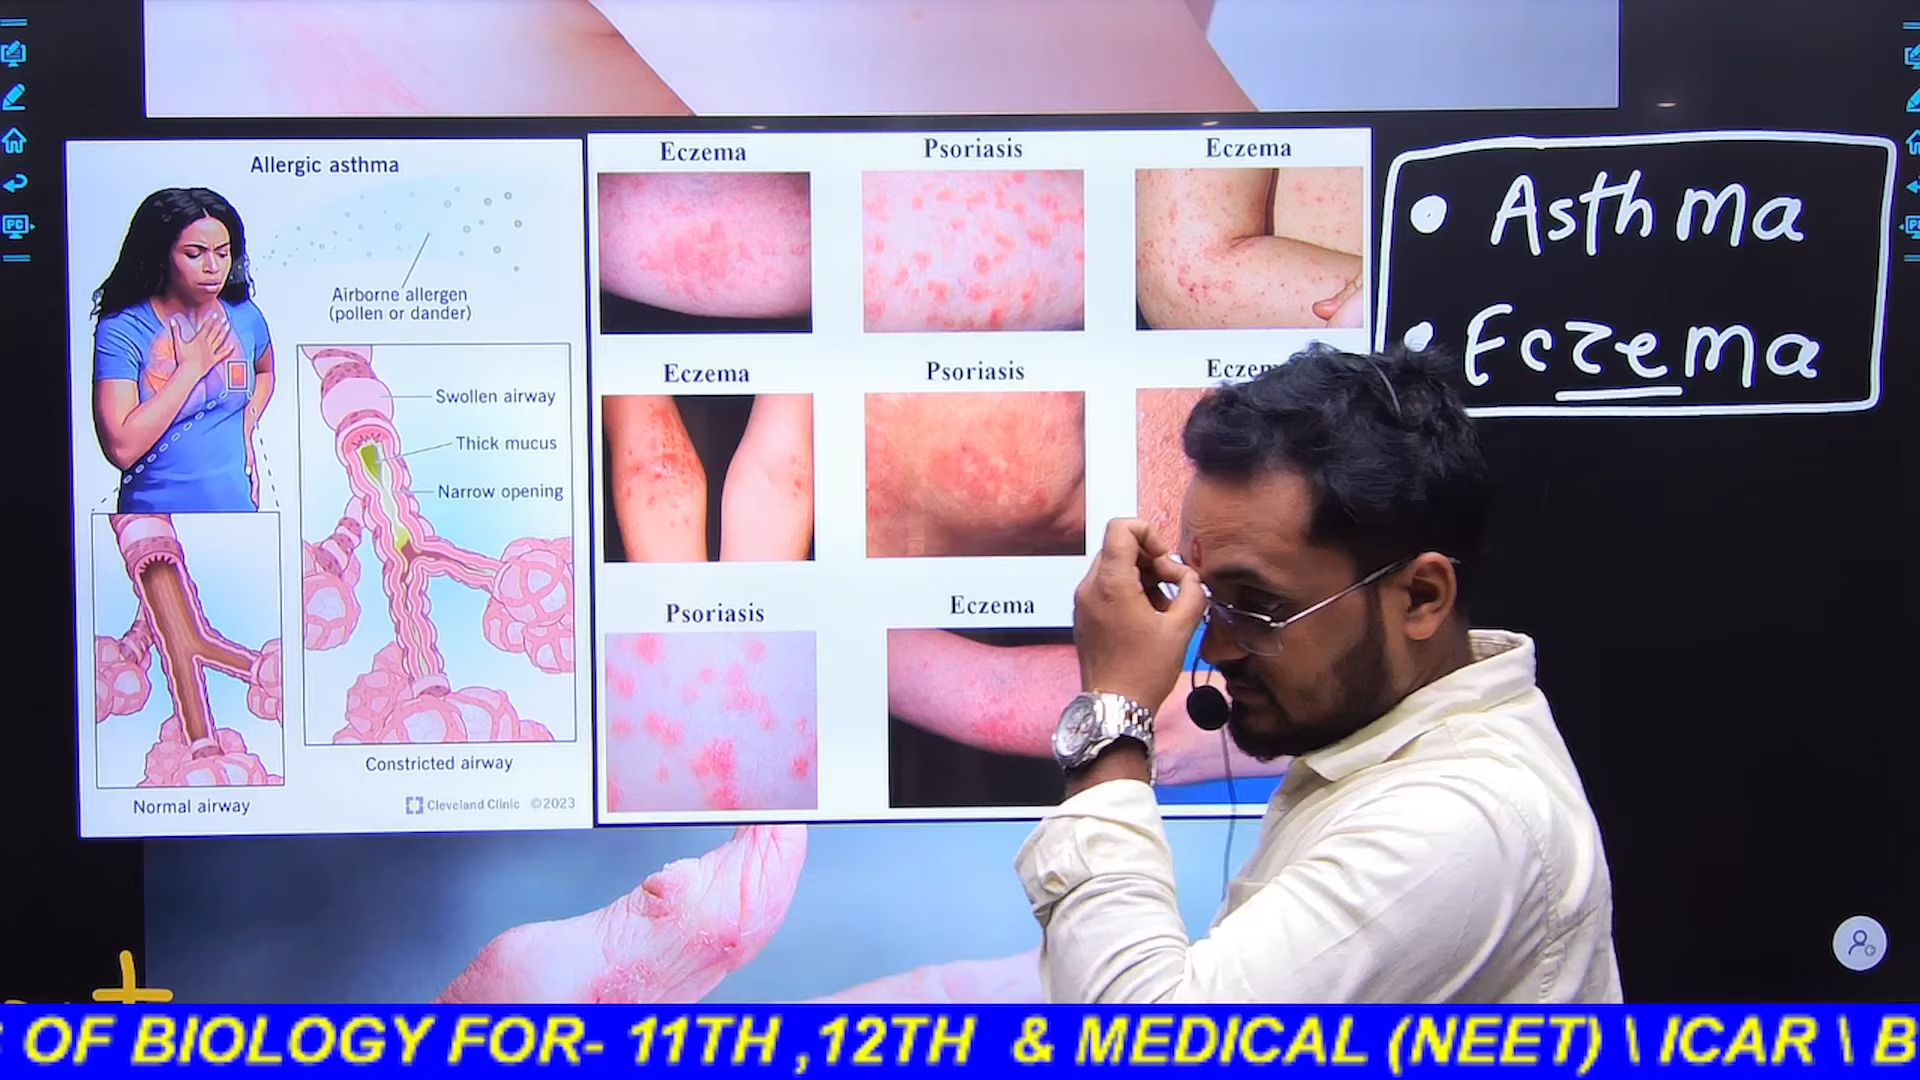 Allergic asthma
Airborne allergen
(pollen or dander)
Swollen airway
Thick mucus
Narrow opening
Constricted airway
Normal airway
Cleveland Clinic ©2023
Eczema Psoriasis Eczema
Eczema Psoriasis
Psoriasis Eczema
• Asthma
• Eczema
PC
OF BIOLOGY FOR- 11TH ,12TH & MEDICAL (NEET) \ ICAR \ B